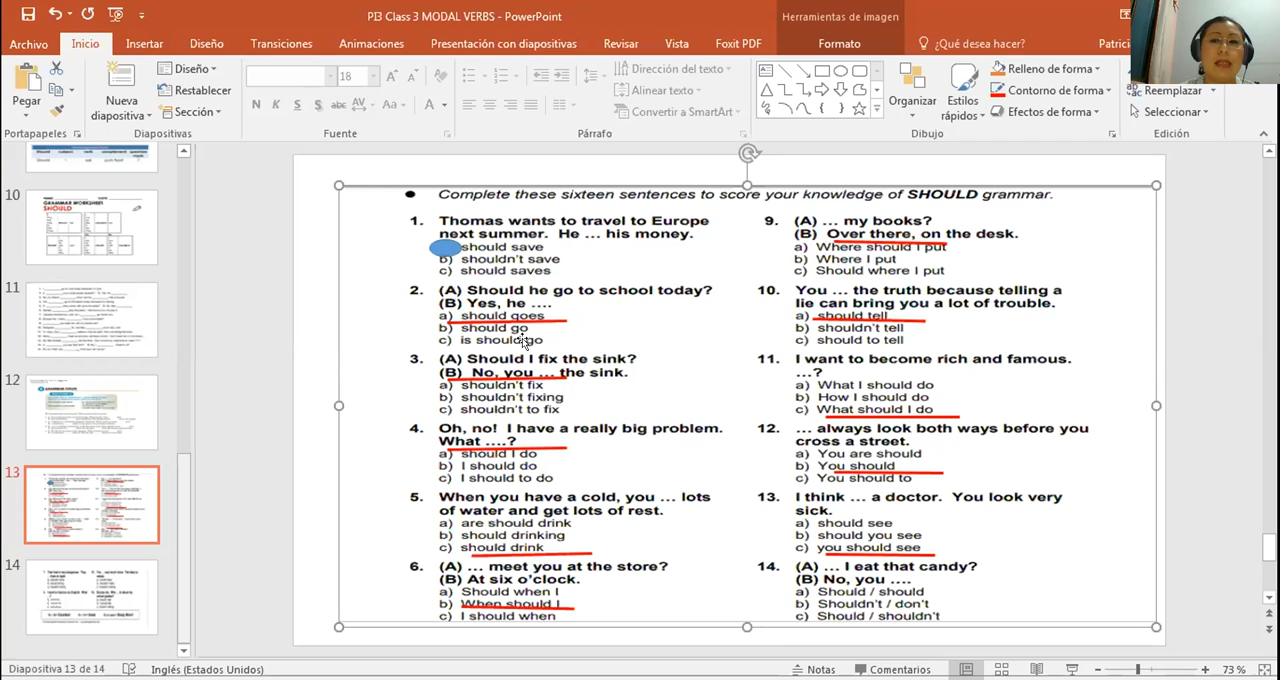 PI3 Class 3 MODAL VERBS - PowerPoint
Herramientas de imagen
Archivo
Inicio
Insertar
Diseño
Transiciones
Animaciones
Presentación con diapositivas
Revisar
Vista
Foxit PDF
Formato
¿Qué desea hacer?
Patric
Pegar
Nueva
diapositiva
Diseño
Restablecer
Sección
18
N K S S abc AV Aa A
Dirección del texto
Alinear texto
Convertir a SmartArt
Organizar
Estilos
rápidos
Relleno de forma
Contorno de forma
Efectos de forma
Reemplazar
Seleccionar
Portapapeles
Diapositivas
Fuente
Párrafo
Dibujo
Edición
10
GRAMMAR WORKSHEET
SHOULD
11
12
13
14
• Complete these sixteen sentences to score your knowledge of SHOULD grammar.
1. Thonas wants to travel to Europe
next summer. He ... his money.
should save
b) shouldn't save
c) should saves
2. (A) Should he go to school today?
(B) Yes, he ....
a) should goes
b) should go
c) is should go
3. (A) Should I fix the sink?
(B) No, you ... the sink.
a) shouldn't fix
b) shouldn't fixing
c) shouldn't to fix
4. Oh, no! I have a really big problem.
What ....?
a) should I do
b) I should do
c) I should to do
5. When you have a cold, you ... lots
of water and get lots of rest.
a) are should drink
b) should drinking
c) should drink
6. (A) ... meet you at the store?
(B) At six o'clock.
a) Should when I
b) When should I
c) I should when
9. (A) ... my books?
(B) Over there, on the desk.
a) Where should I put
b) Where I put
c) Should where I put
10. You ... the truth because telling a
lie can bring you a lot of trouble.
a) should tell
b) shouldn't tell
c) should to tell
11. I want to become rich and famous.
...?
a) What I should do
b) How I should do
c) What should I do
12. ... always look both ways before you
cross a street.
a) You are should
b) You should
c) You should to
13. I think ... a doctor. You look very
sick.
a) should see
b) should you see
c) you should see
14. (A) ... I eat that candy?
(B) No, you ....
a) Should / should
b) Shouldn't / don't
c) Should / shouldn't
Diapositiva 13 de 14
Inglés (Estados Unidos)
Notas
Comentarios
73 %